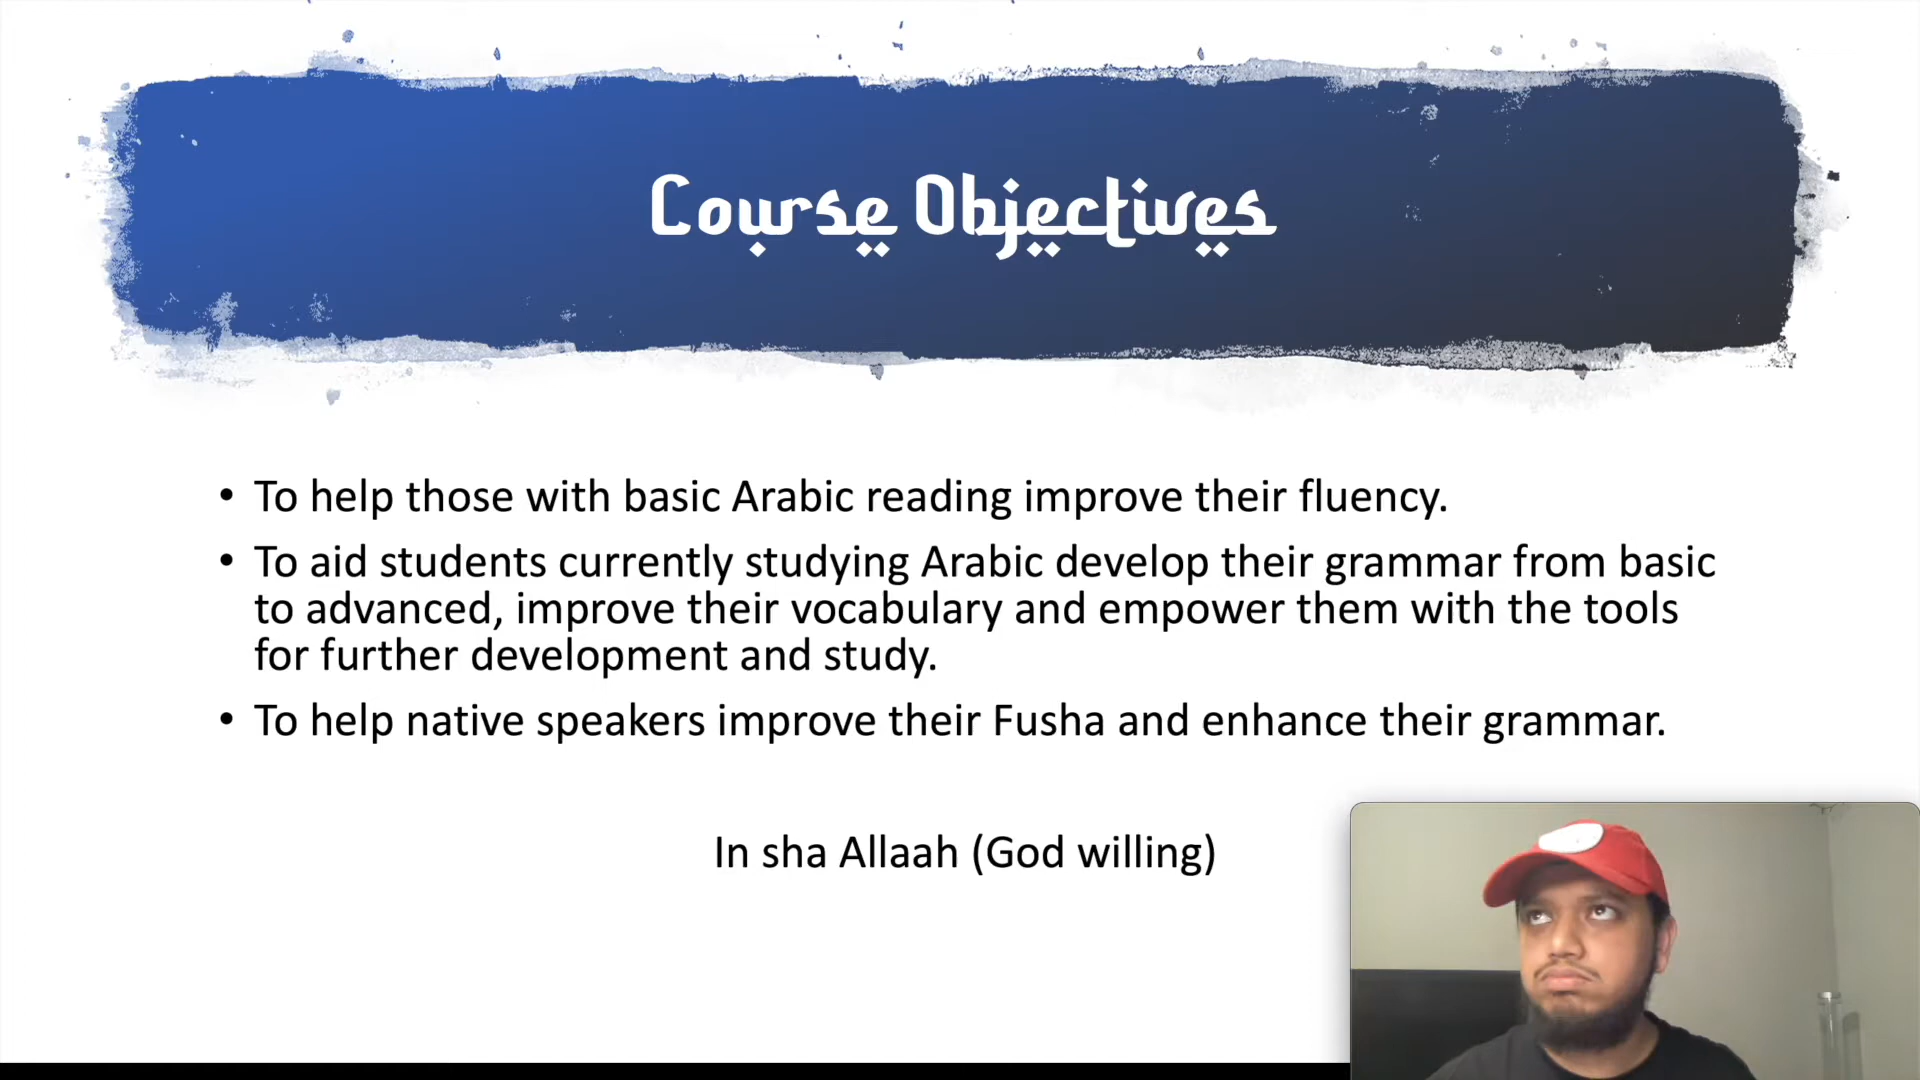 Course Objectives
• To help those with basic Arabic reading improve their fluency.
• To aid students currently studying Arabic develop their grammar from basic
to advanced, improve their vocabulary and empower them with the tools
for further development and study.
• To help native speakers improve their Fusha and enhance their grammar.
In sha Allaah (God willing)